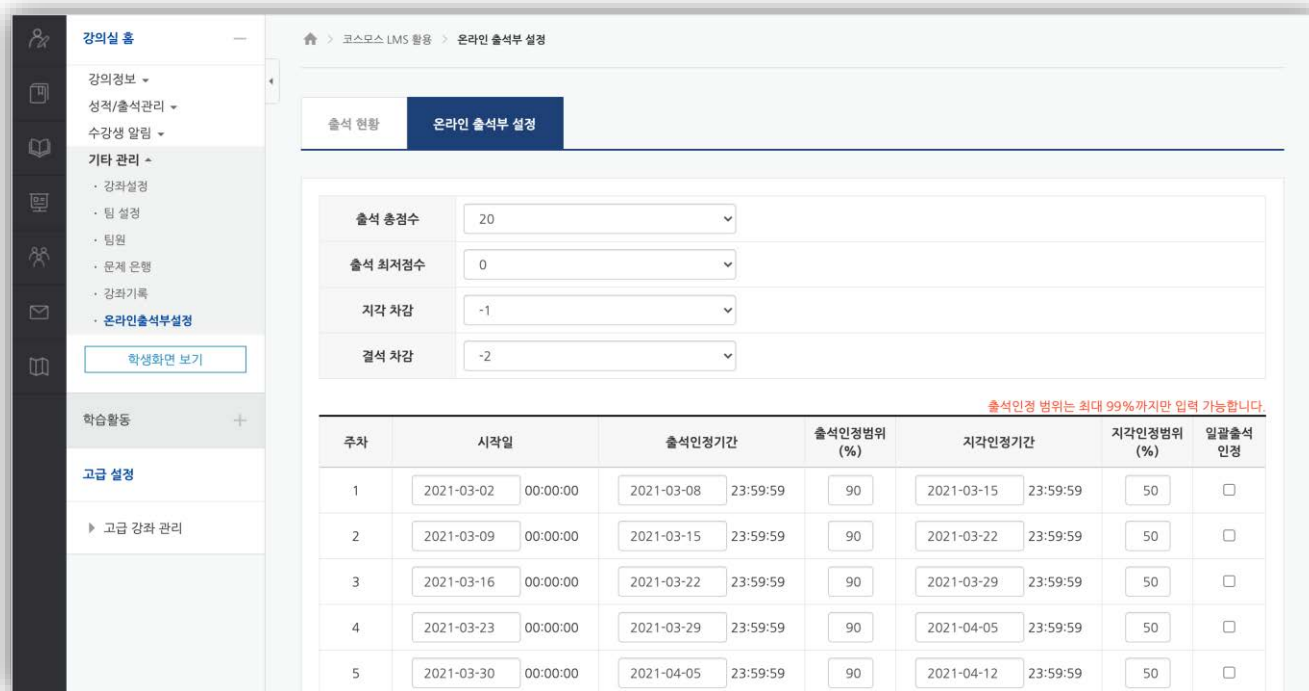 강의실 홈
강의정보
성적/출석관리
수강생 알림
기타 관리
· 강좌설정
· 팀 설정
· 팀원
· 문제 은행
· 강좌기록
· 온라인출석부설정
학생화면 보기
학습활동
고급 설정
고급 강좌 관리
코스모스 LMS 활용 > 온라인 출석부 설정
출석 현황 온라인 출석부 설정
출석 총점수 20
출석 최저점수 0
지각 차감 -1
결석 차감 -2
출석인정 범위는 최대 99%까지만 입력 가능합니다.
주차 시작일 출석인정기간 출석인정범위 (%) 지각인정기간 지각인정범위 (%) 일괄출석 인정
1 2021-03-02 00:00:00 2021-03-08 23:59:59 90 2021-03-15 23:59:59 50
2 2021-03-09 00:00:00 2021-03-15 23:59:59 90 2021-03-22 23:59:59 50
3 2021-03-16 00:00:00 2021-03-22 23:59:59 90 2021-03-29 23:59:59 50
4 2021-03-23 00:00:00 2021-03-29 23:59:59 90 2021-04-05 23:59:59 50
5 2021-03-30 00:00:00 2021-04-05 23:59:59 90 2021-04-12 23:59:59 50